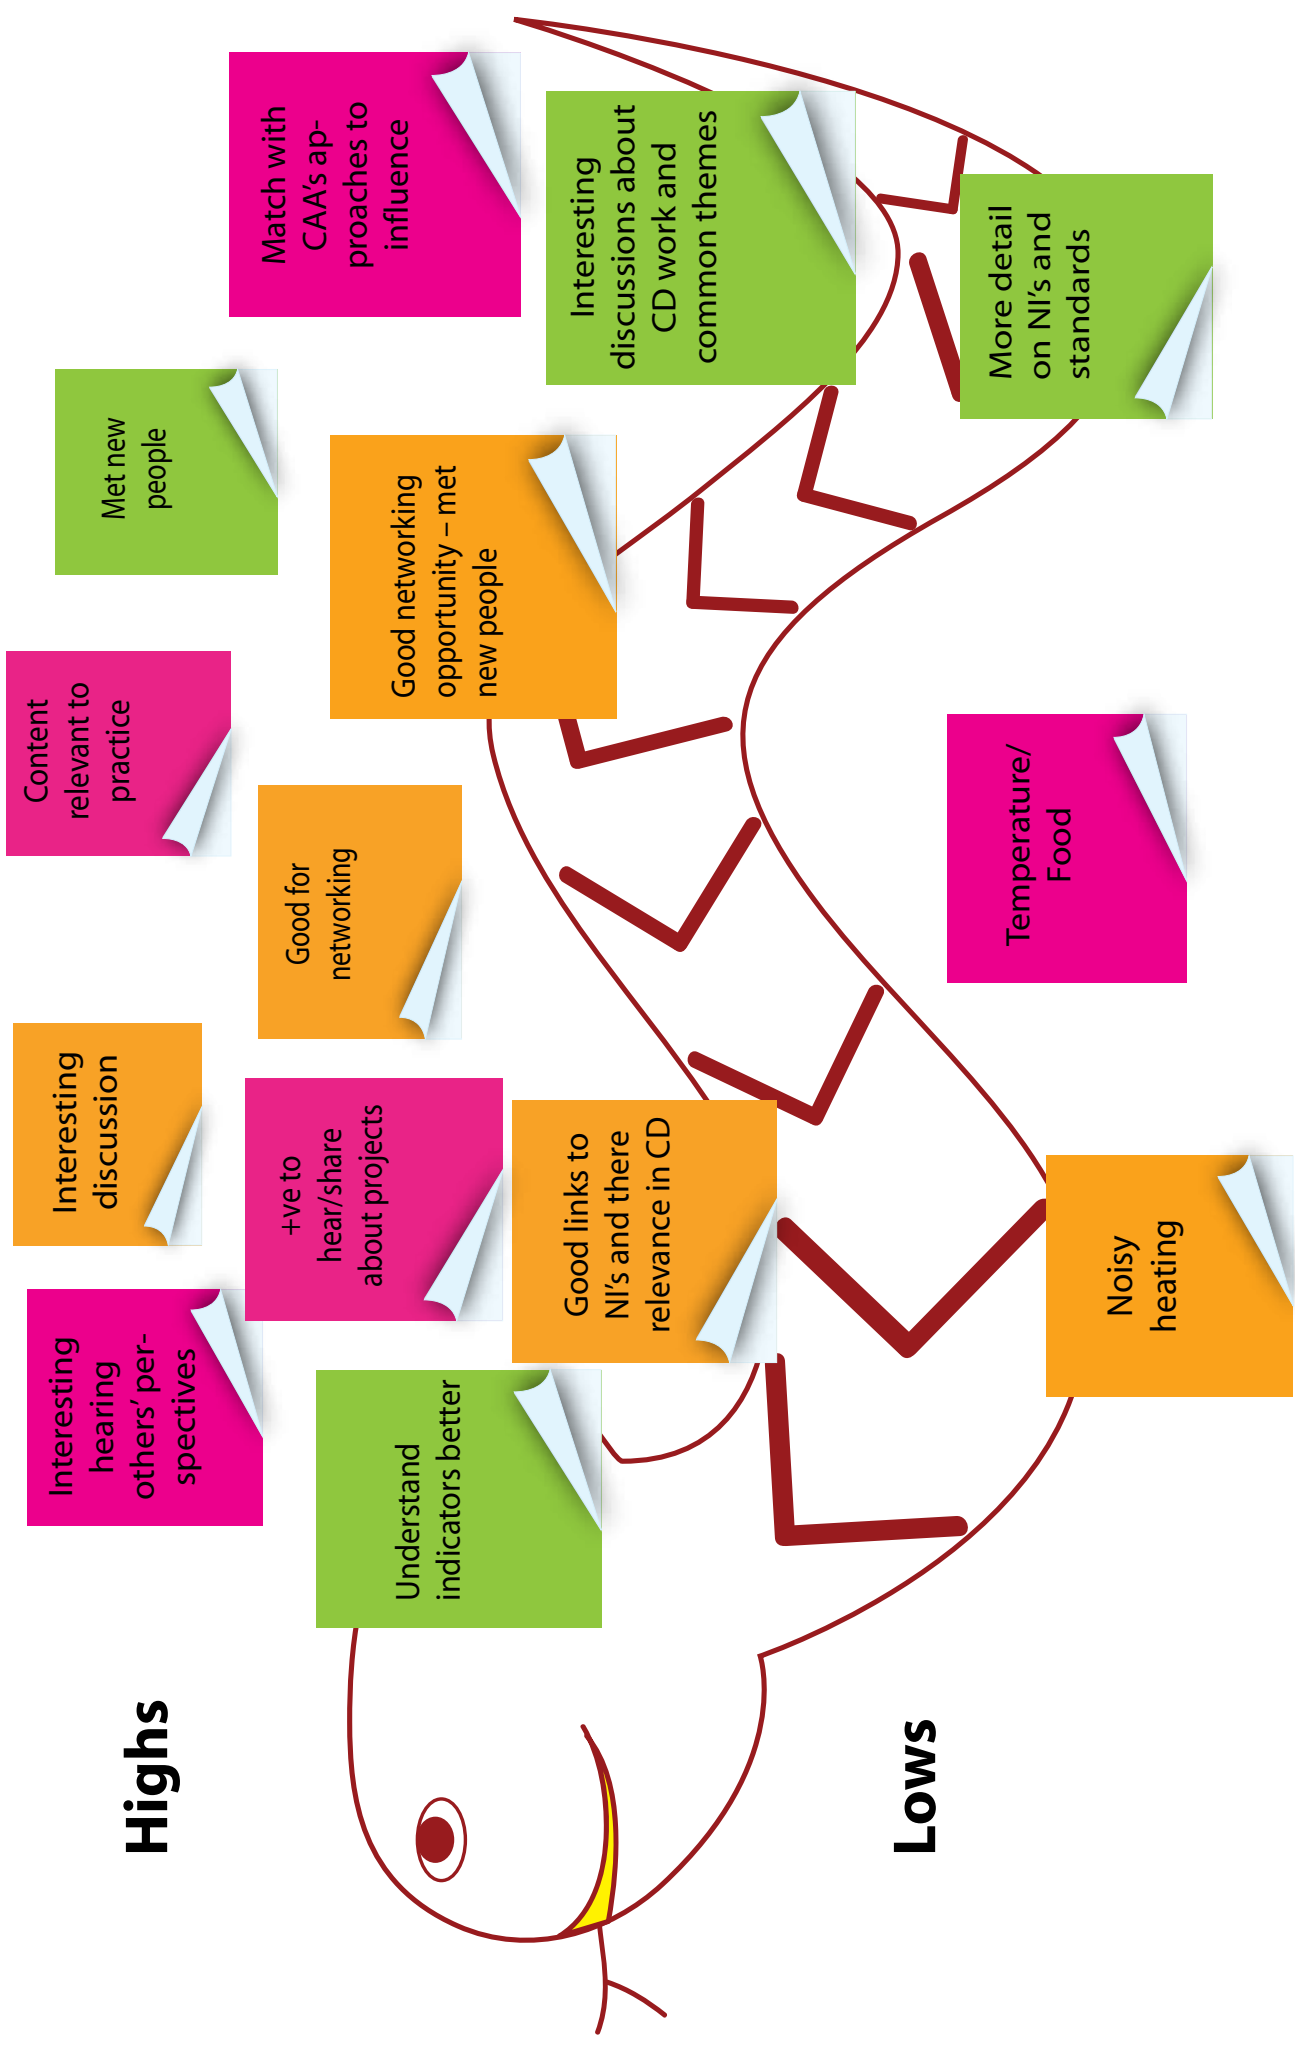 Highs
Interesting
hearing
others’ per-
spectives
Interesting
discussion
Content
relevant to
practice
Met new
people
Match with
CAA’s ap-
proaches to
influence
+ve to
hear/share
about projects
Good for
networking
Understand
indicators better
Good links to
NI’s and there
relevance in CD
Good networking
opportunity – met
new people
Interesting
discussions about
CD work and
common themes
Lows
Noisy
heating
Temperature/
Food
More detail
on NI’s and
standards